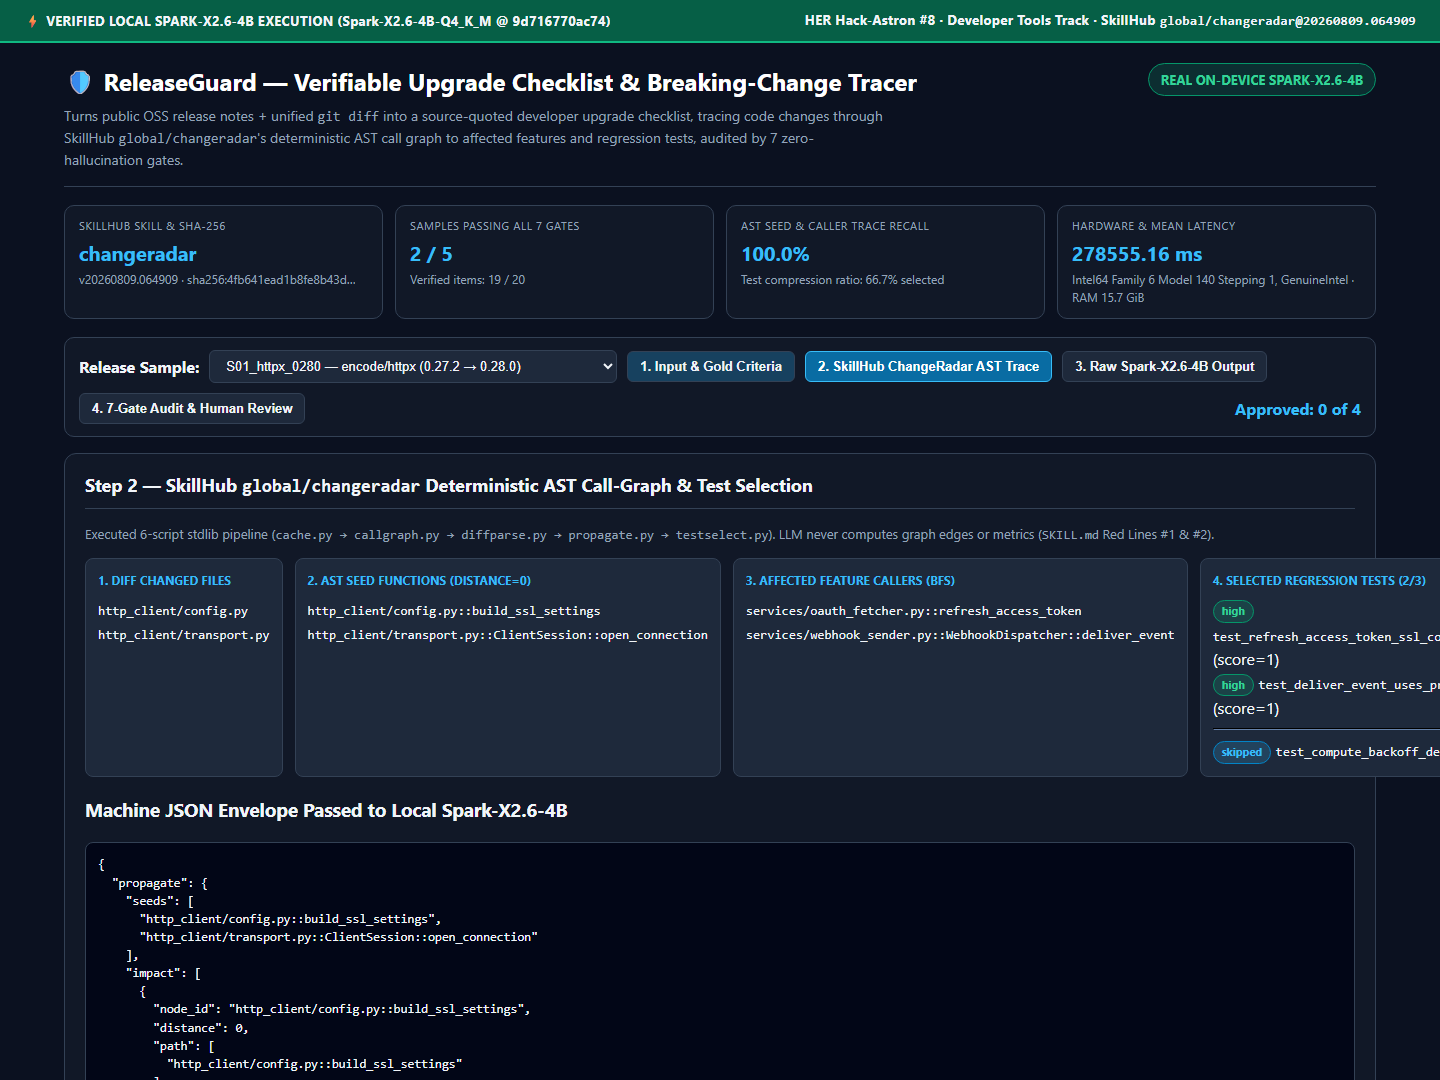 VERIFIED LOCAL SPARK-X2.6-4B EXECUTION (Spark-X2.6-4B-Q4_K_M @ 9d716770ac74)
HER Hack-Astron #8 · Developer Tools Track · SkillHub global/changeradar@20260809.064909
ReleaseGuard — Verifiable Upgrade Checklist & Breaking-Change Tracer
REAL ON-DEVICE SPARK-X2.6-4B
Turns public OSS release notes + unified git diff into a source-quoted developer upgrade checklist, tracing code changes through
SkillHub global/changeradar's deterministic AST call graph to affected features and regression tests, audited by 7 zero-
hallucination gates.
SKILLHUB SKILL & SHA-256
changeradar
v20260809.064909 · sha256:4fb641ead1b8fe8b43d...
SAMPLES PASSING ALL 7 GATES
2 / 5
Verified items: 19 / 20
AST SEED & CALLER TRACE RECALL
100.0%
Test compression ratio: 66.7% selected
HARDWARE & MEAN LATENCY
278555.16 ms
Intel64 Family 6 Model 140 Stepping 1, GenuineIntel ·
RAM 15.7 GiB
Release Sample:
S01_httpx_0280 — encode/httpx (0.27.2 → 0.28.0)
1. Input & Gold Criteria
2. SkillHub ChangeRadar AST Trace
3. Raw Spark-X2.6-4B Output
4. 7-Gate Audit & Human Review
Approved: 0 of 4
Step 2 — SkillHub global/changeradar Deterministic AST Call-Graph & Test Selection
Executed 6-script stdlib pipeline (cache.py → callgraph.py → diffparse.py → propagate.py → testselect.py). LLM never computes graph edges or metrics (SKILL.md Red Lines #1 & #2).
1. DIFF CHANGED FILES
http_client/config.py
http_client/transport.py
2. AST SEED FUNCTIONS (DISTANCE=0)
http_client/config.py::build_ssl_settings
http_client/transport.py::ClientSession::open_connection
3. AFFECTED FEATURE CALLERS (BFS)
services/oauth_fetcher.py::refresh_access_token
services/webhook_sender.py::WebhookDispatcher::deliver_event
4. SELECTED REGRESSION TESTS (2/3)
high
test_refresh_access_token_ssl_co
(score=1)
high test_deliver_event_uses_pr
(score=1)
skipped test_compute_backoff_de
Machine JSON Envelope Passed to Local Spark-X2.6-4B
{
"propagate": {
"seeds": [
"http_client/config.py::build_ssl_settings",
"http_client/transport.py::ClientSession::open_connection"
],
"impact": [
{
"node_id": "http_client/config.py::build_ssl_settings",
"distance": 0,
"path": [
"http_client/config.py::build_ssl_settings"